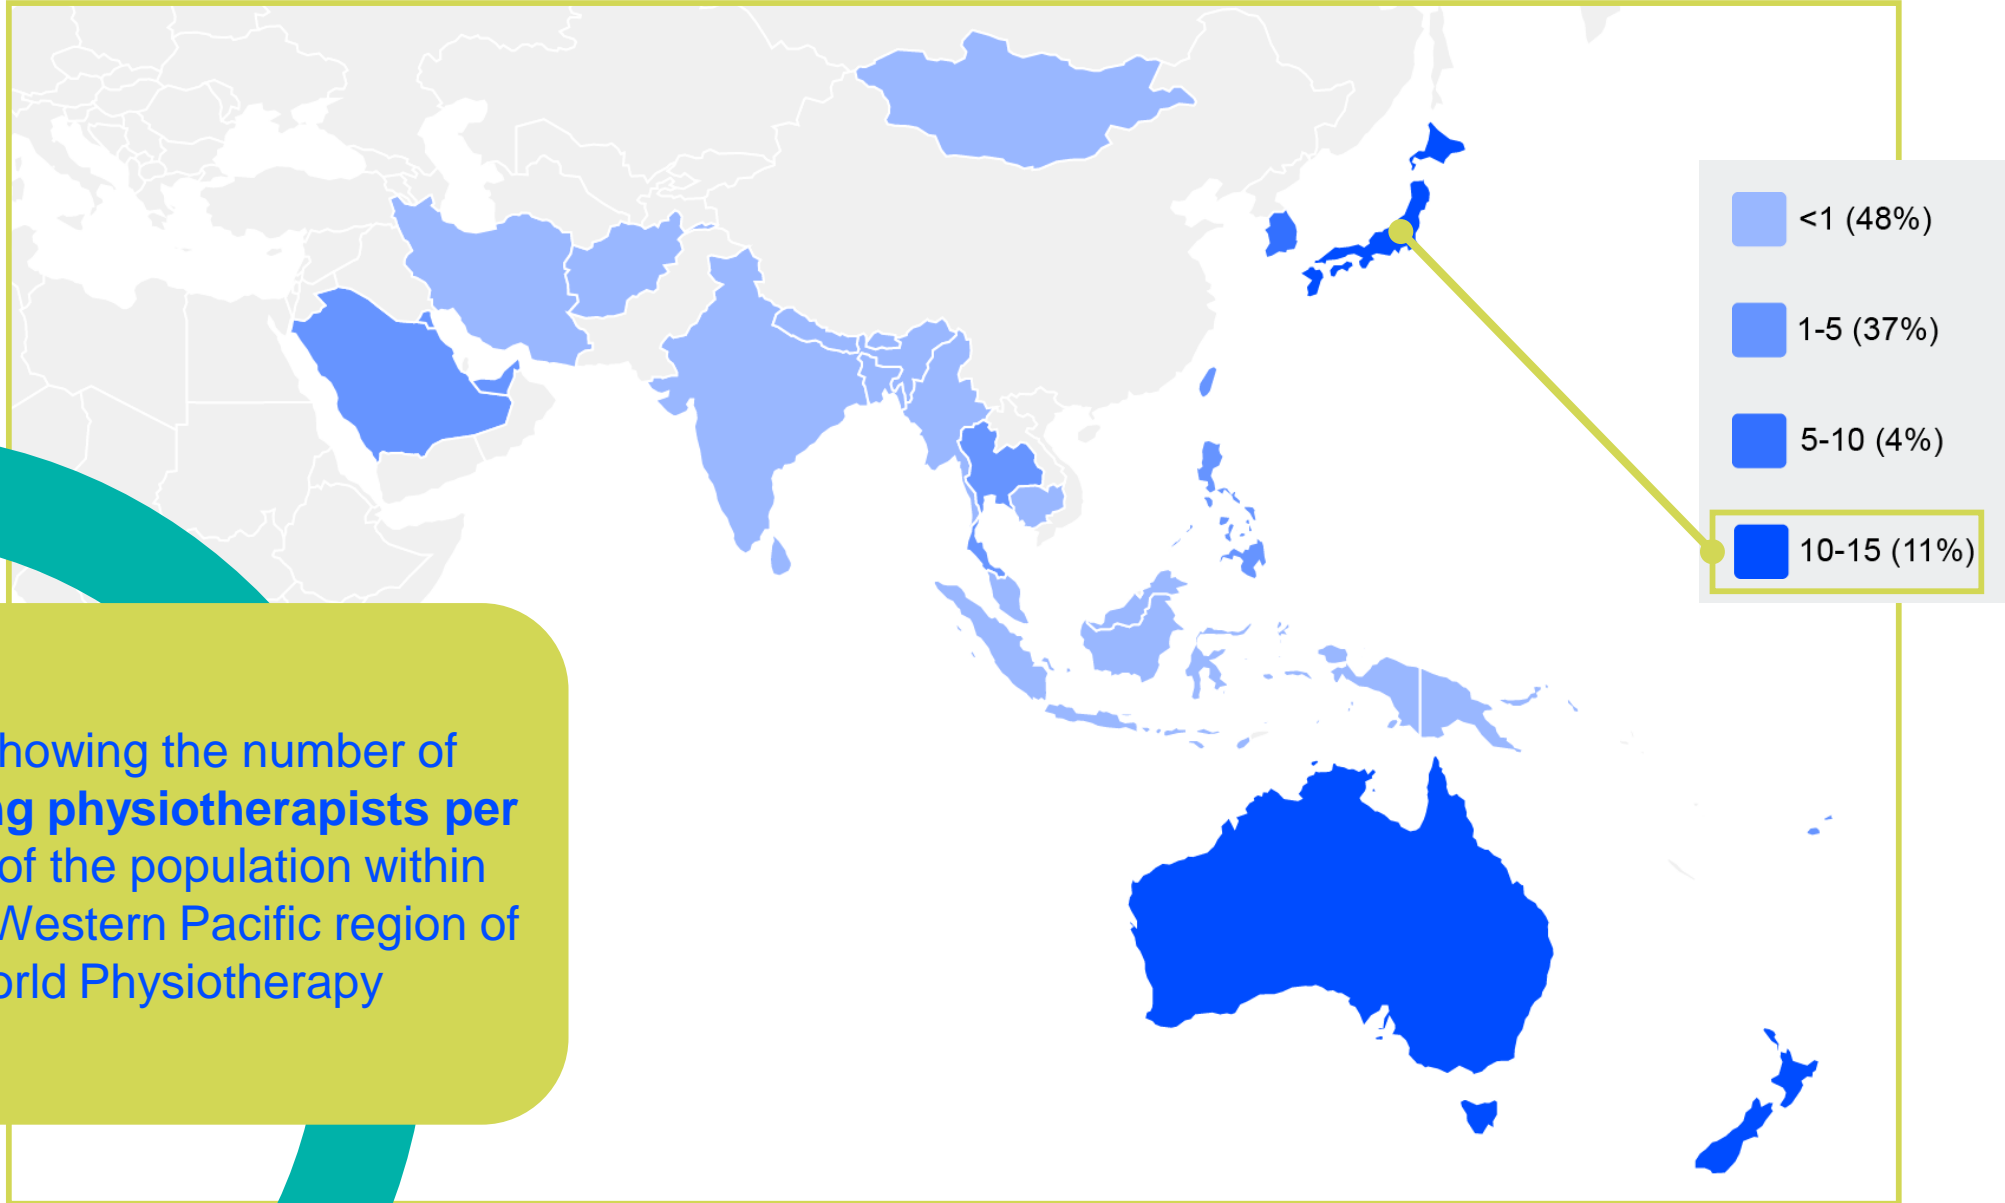 howing the number of
ng physiotherapists per
of the population within
Western Pacific region of
orld Physiotherapy
<1 (48%)
1-5 (37%)
5-10 (4%)
10-15 (11%)